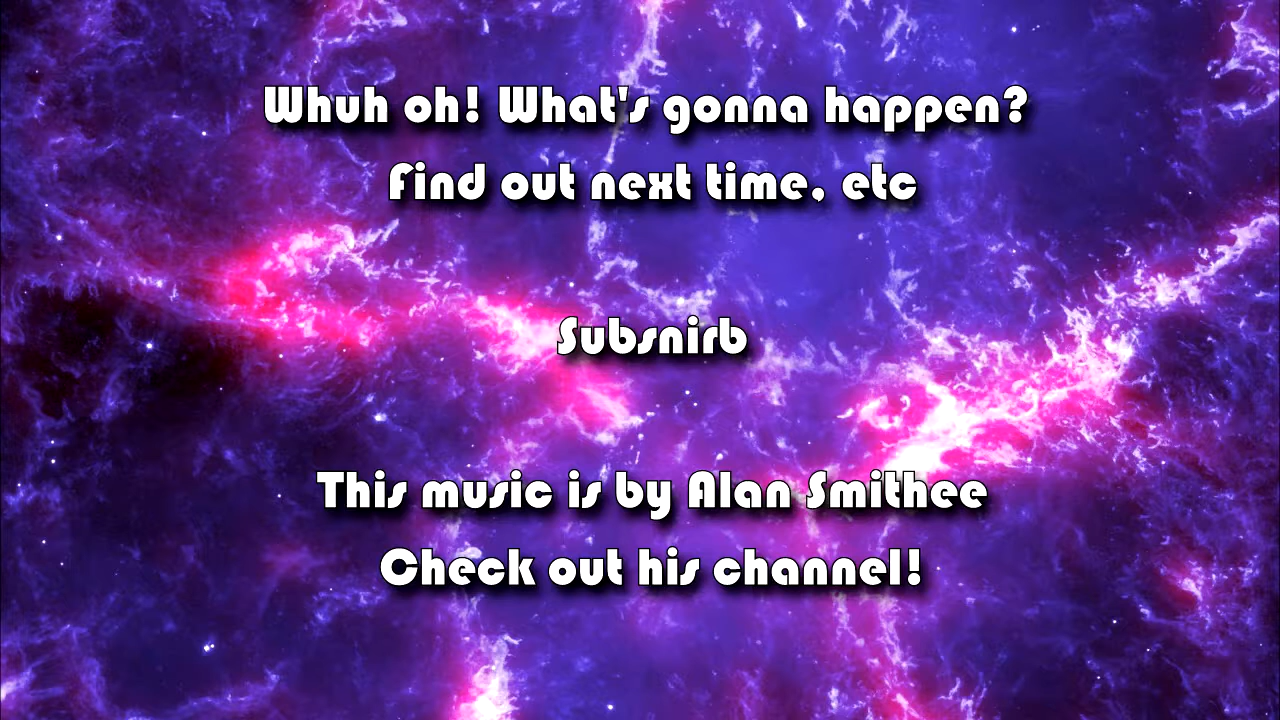 Whuh oh! What's gonna happen?
Find out next time, etc
Subsnirb
This music is by Alan Smithee
Check out his channel!